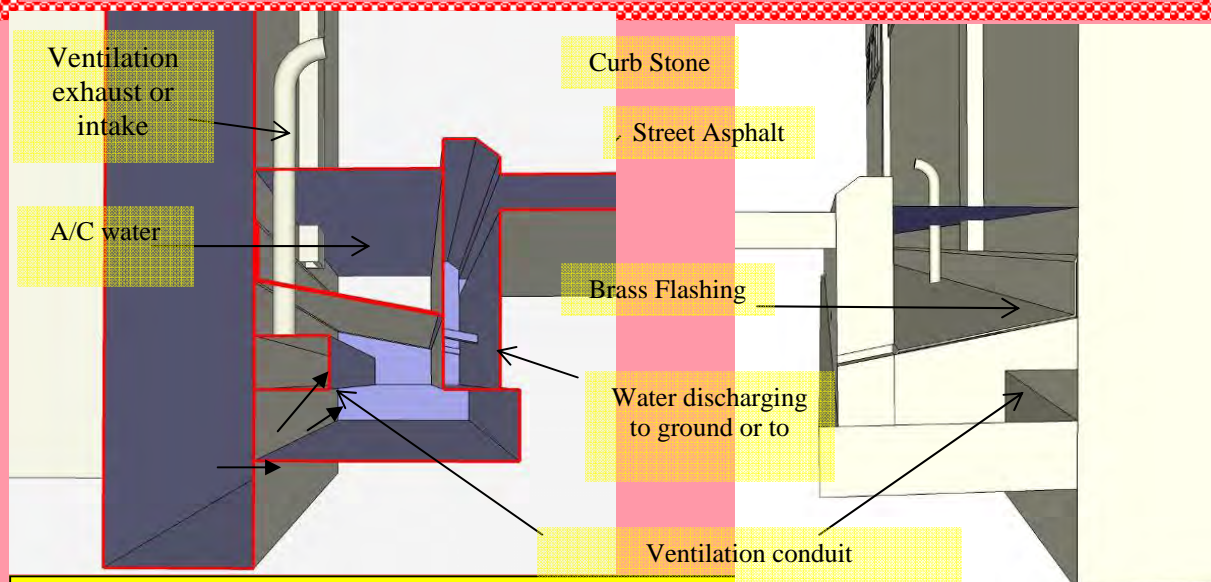 Ventilation
exhaust or
intake
Curb Stone
Street Asphalt
A/C water
Brass Flashing
Water discharging
to ground or to
Ventilation conduit